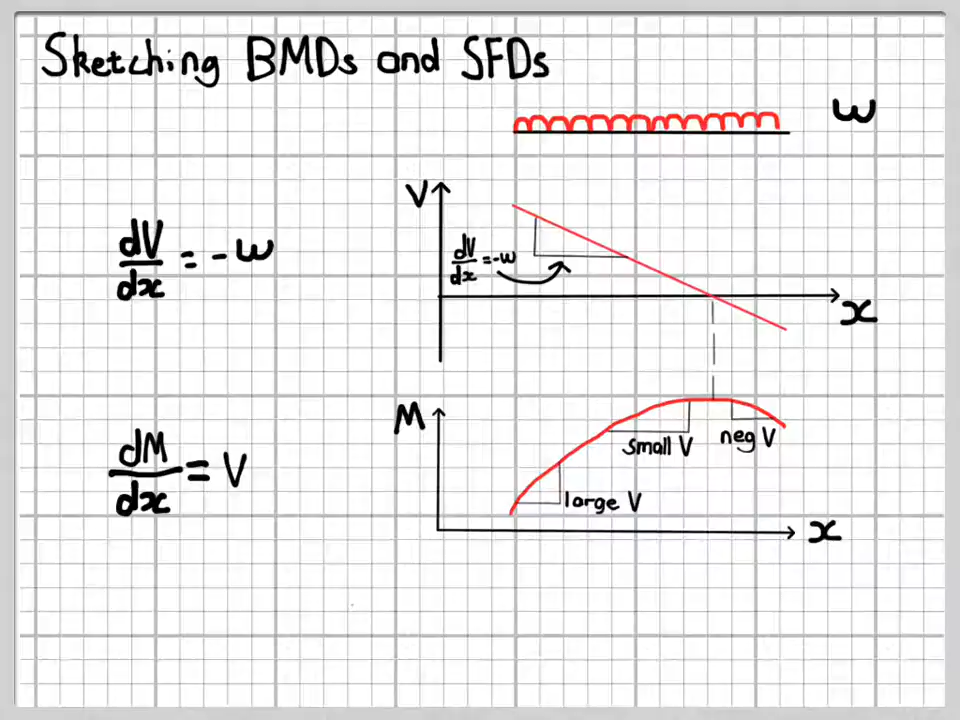 Sketching BMDs and SFDs
w
V
dV/dx = -w
dV/dx = -w
x
M
small V
neg V
dM/dx = V
large V
x